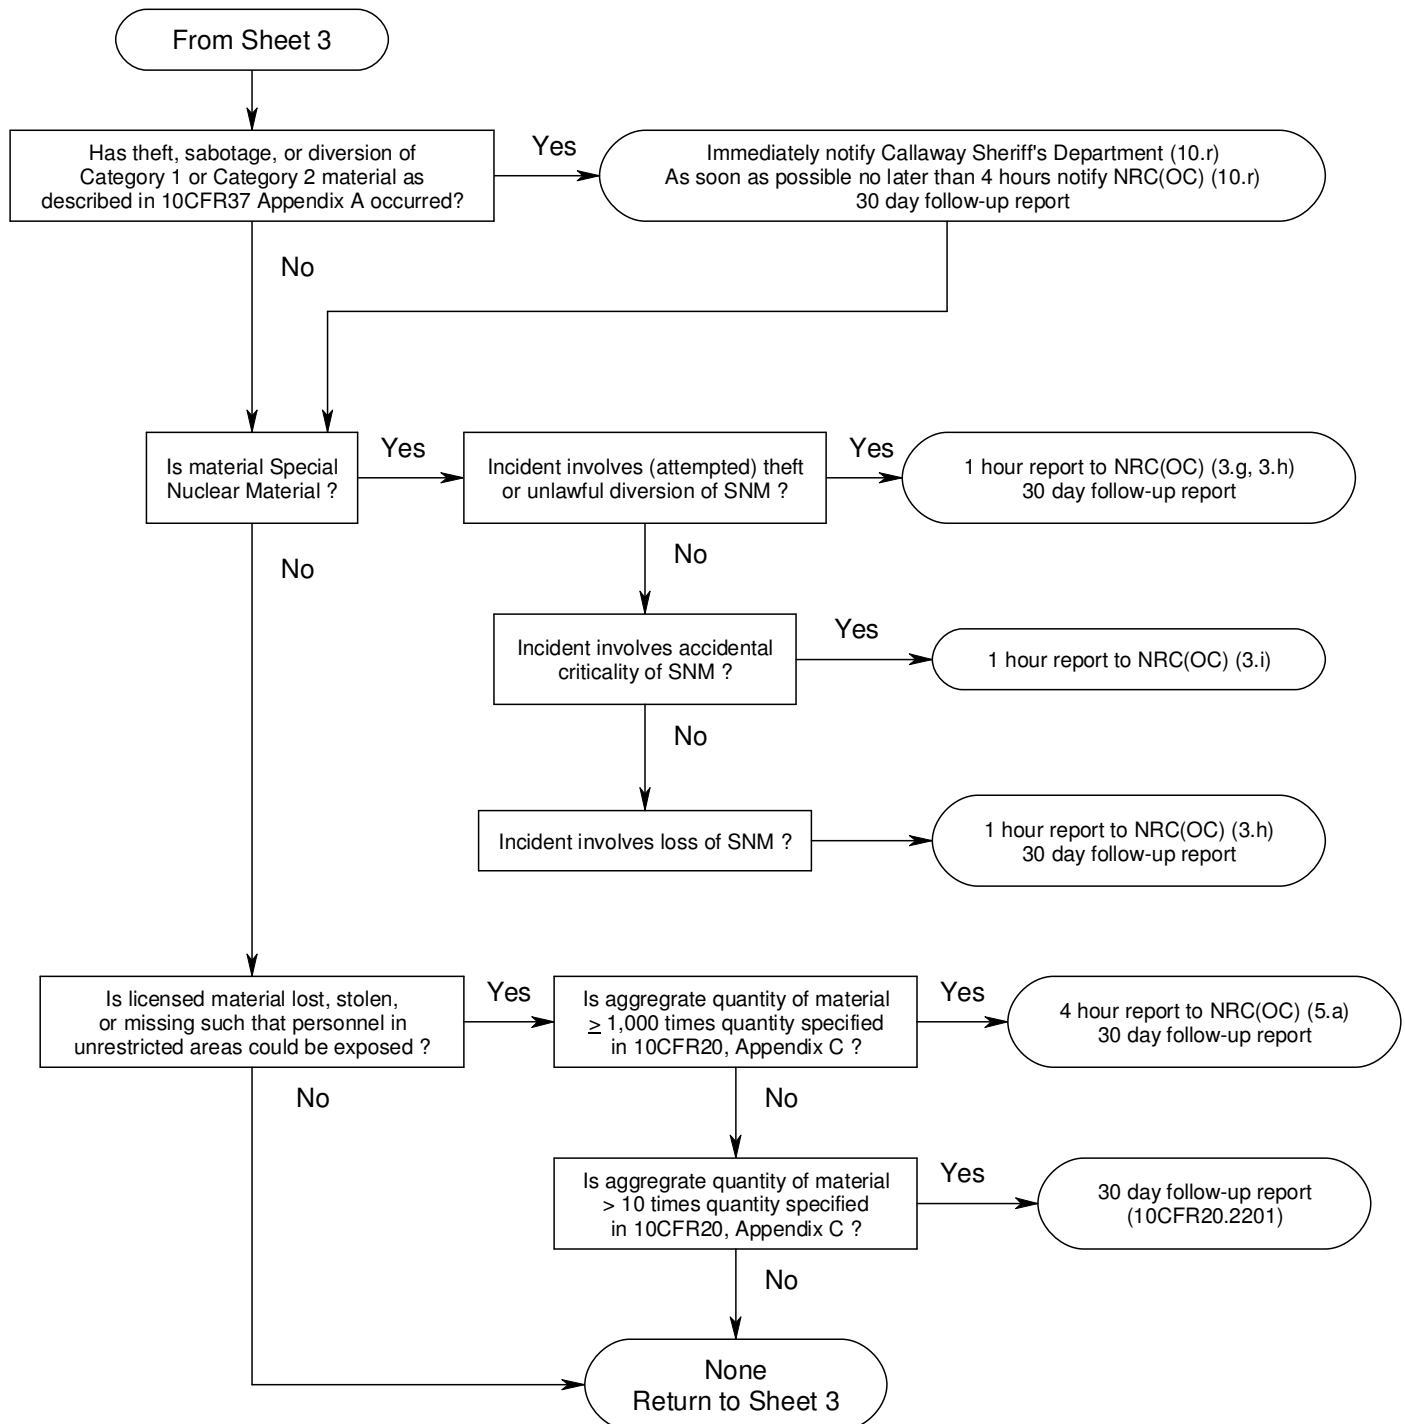 From Sheet 3
Has theft, sabotage, or diversion of
Category 1 or Category 2 material as
described in 10CFR37 Appendix A occurred?
Yes
Immediately notify Callaway Sheriff's Department (10.r)
As soon as possible no later than 4 hours notify NRC(OC) (10.r)
30 day follow-up report
No
Is material Special
Nuclear Material ?
Yes
Incident involves (attempted) theft
or unlawful diversion of SNM ?
Yes
1 hour report to NRC(OC) (3.g, 3.h)
30 day follow-up report
No
No
Incident involves accidental
criticality of SNM ?
Yes
1 hour report to NRC(OC) (3.i)
No
Incident involves loss of SNM ?
1 hour report to NRC(OC) (3.h)
30 day follow-up report
Is licensed material lost, stolen,
or missing such that personnel in
unrestricted areas could be exposed ?
Yes
Is aggregrate quantity of material
≥ 1,000 times quantity specified
in 10CFR20, Appendix C ?
Yes
4 hour report to NRC(OC) (5.a)
30 day follow-up report
No
No
Is aggregrate quantity of material
> 10 times quantity specified
in 10CFR20, Appendix C ?
Yes
30 day follow-up report
(10CFR20.2201)
No
None
Return to Sheet 3